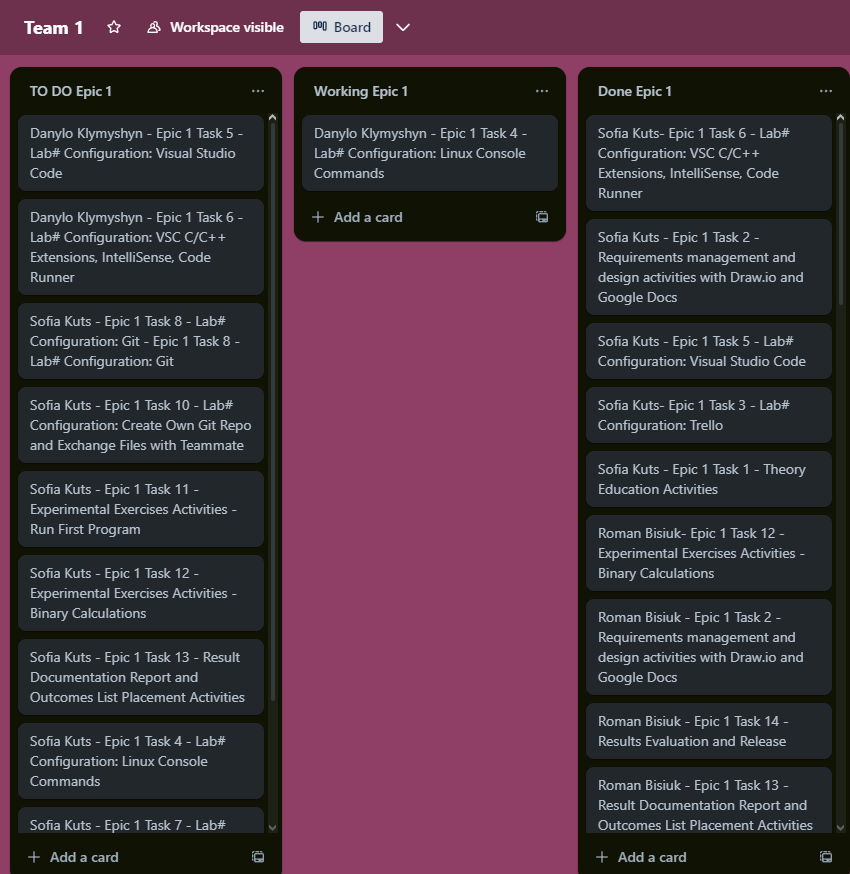 Team 1
Workspace visible
Board
TO DO Epic 1
Danylo Klymyshyn - Epic 1 Task 5 -
Lab# Configuration: Visual Studio
Code
Danylo Klymyshyn - Epic 1 Task 6 -
Lab# Configuration: VSC C/C++
Extensions, IntelliSense, Code
Runner
Sofia Kuts - Epic 1 Task 8 - Lab#
Configuration: Git - Epic 1 Task 8 -
Lab# Configuration: Git
Sofia Kuts - Epic 1 Task 10 - Lab#
Configuration: Create Own Git Repo
and Exchange Files with Teammate
Sofia Kuts - Epic 1 Task 11 -
Experimental Exercises Activities -
Run First Program
Sofia Kuts - Epic 1 Task 12 -
Experimental Exercises Activities -
Binary Calculations
Sofia Kuts - Epic 1 Task 13 - Result
Documentation Report and
Outcomes List Placement Activities
Sofia Kuts - Epic 1 Task 4 - Lab#
Configuration: Linux Console
Commands
Sofia Kuts - Epic 1 Task 7 - Lab#
Add a card
Working Epic 1
Danylo Klymyshyn - Epic 1 Task 4 -
Lab# Configuration: Linux Console
Commands
Add a card
Done Epic 1
Sofia Kuts- Epic 1 Task 6 - Lab#
Configuration: VSC C/C++
Extensions, IntelliSense, Code
Runner
Sofia Kuts - Epic 1 Task 2 -
Requirements management and
design activities with Draw.io and
Google Docs
Sofia Kuts - Epic 1 Task 5 - Lab#
Configuration: Visual Studio Code
Sofia Kuts- Epic 1 Task 3 - Lab#
Configuration: Trello
Sofia Kuts - Epic 1 Task 1 - Theory
Education Activities
Roman Bisiuk- Epic 1 Task 12 -
Experimental Exercises Activities -
Binary Calculations
Roman Bisiuk - Epic 1 Task 2 -
Requirements management and
design activities with Draw.io and
Google Docs
Roman Bisiuk - Epic 1 Task 14 -
Results Evaluation and Release
Roman Bisiuk - Epic 1 Task 13 -
Result Documentation Report and
Outcomes List Placement Activities
Add a card